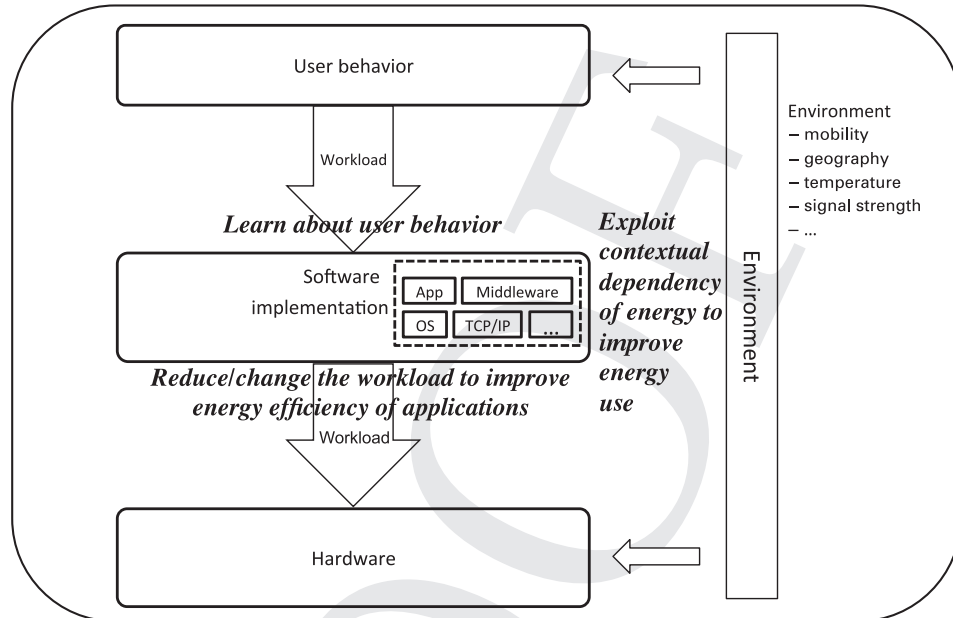 User behavior
Workload
Learn about user behavior
Software
implementation
App
Middleware
OS
TCP/IP
...
Reduce/change the workload to improve
energy efficiency of applications
Workload
Hardware
Exploit
contextual
dependency
of energy to
improve
energy
use
Environment
Environment
– mobility
– geography
– temperature
– signal strength
– ...